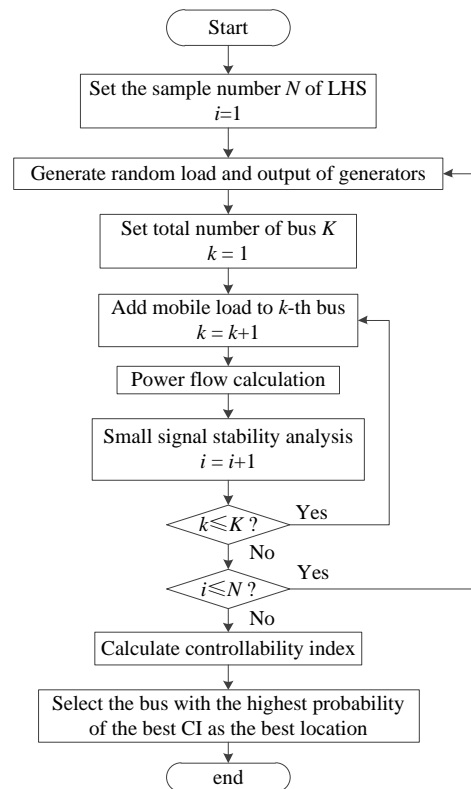 Start
Set the sample number N of LHS
i=1
Generate random load and output of generators
Set total number of bus K
k = 1
Add mobile load to k-th bus
k = k+1
Power flow calculation
Small signal stability analysis
i = i+1
k≤K ?
Yes
No
i≤N ?
Yes
No
Calculate controllability index
Select the bus with the highest probability
of the best CI as the best location
end